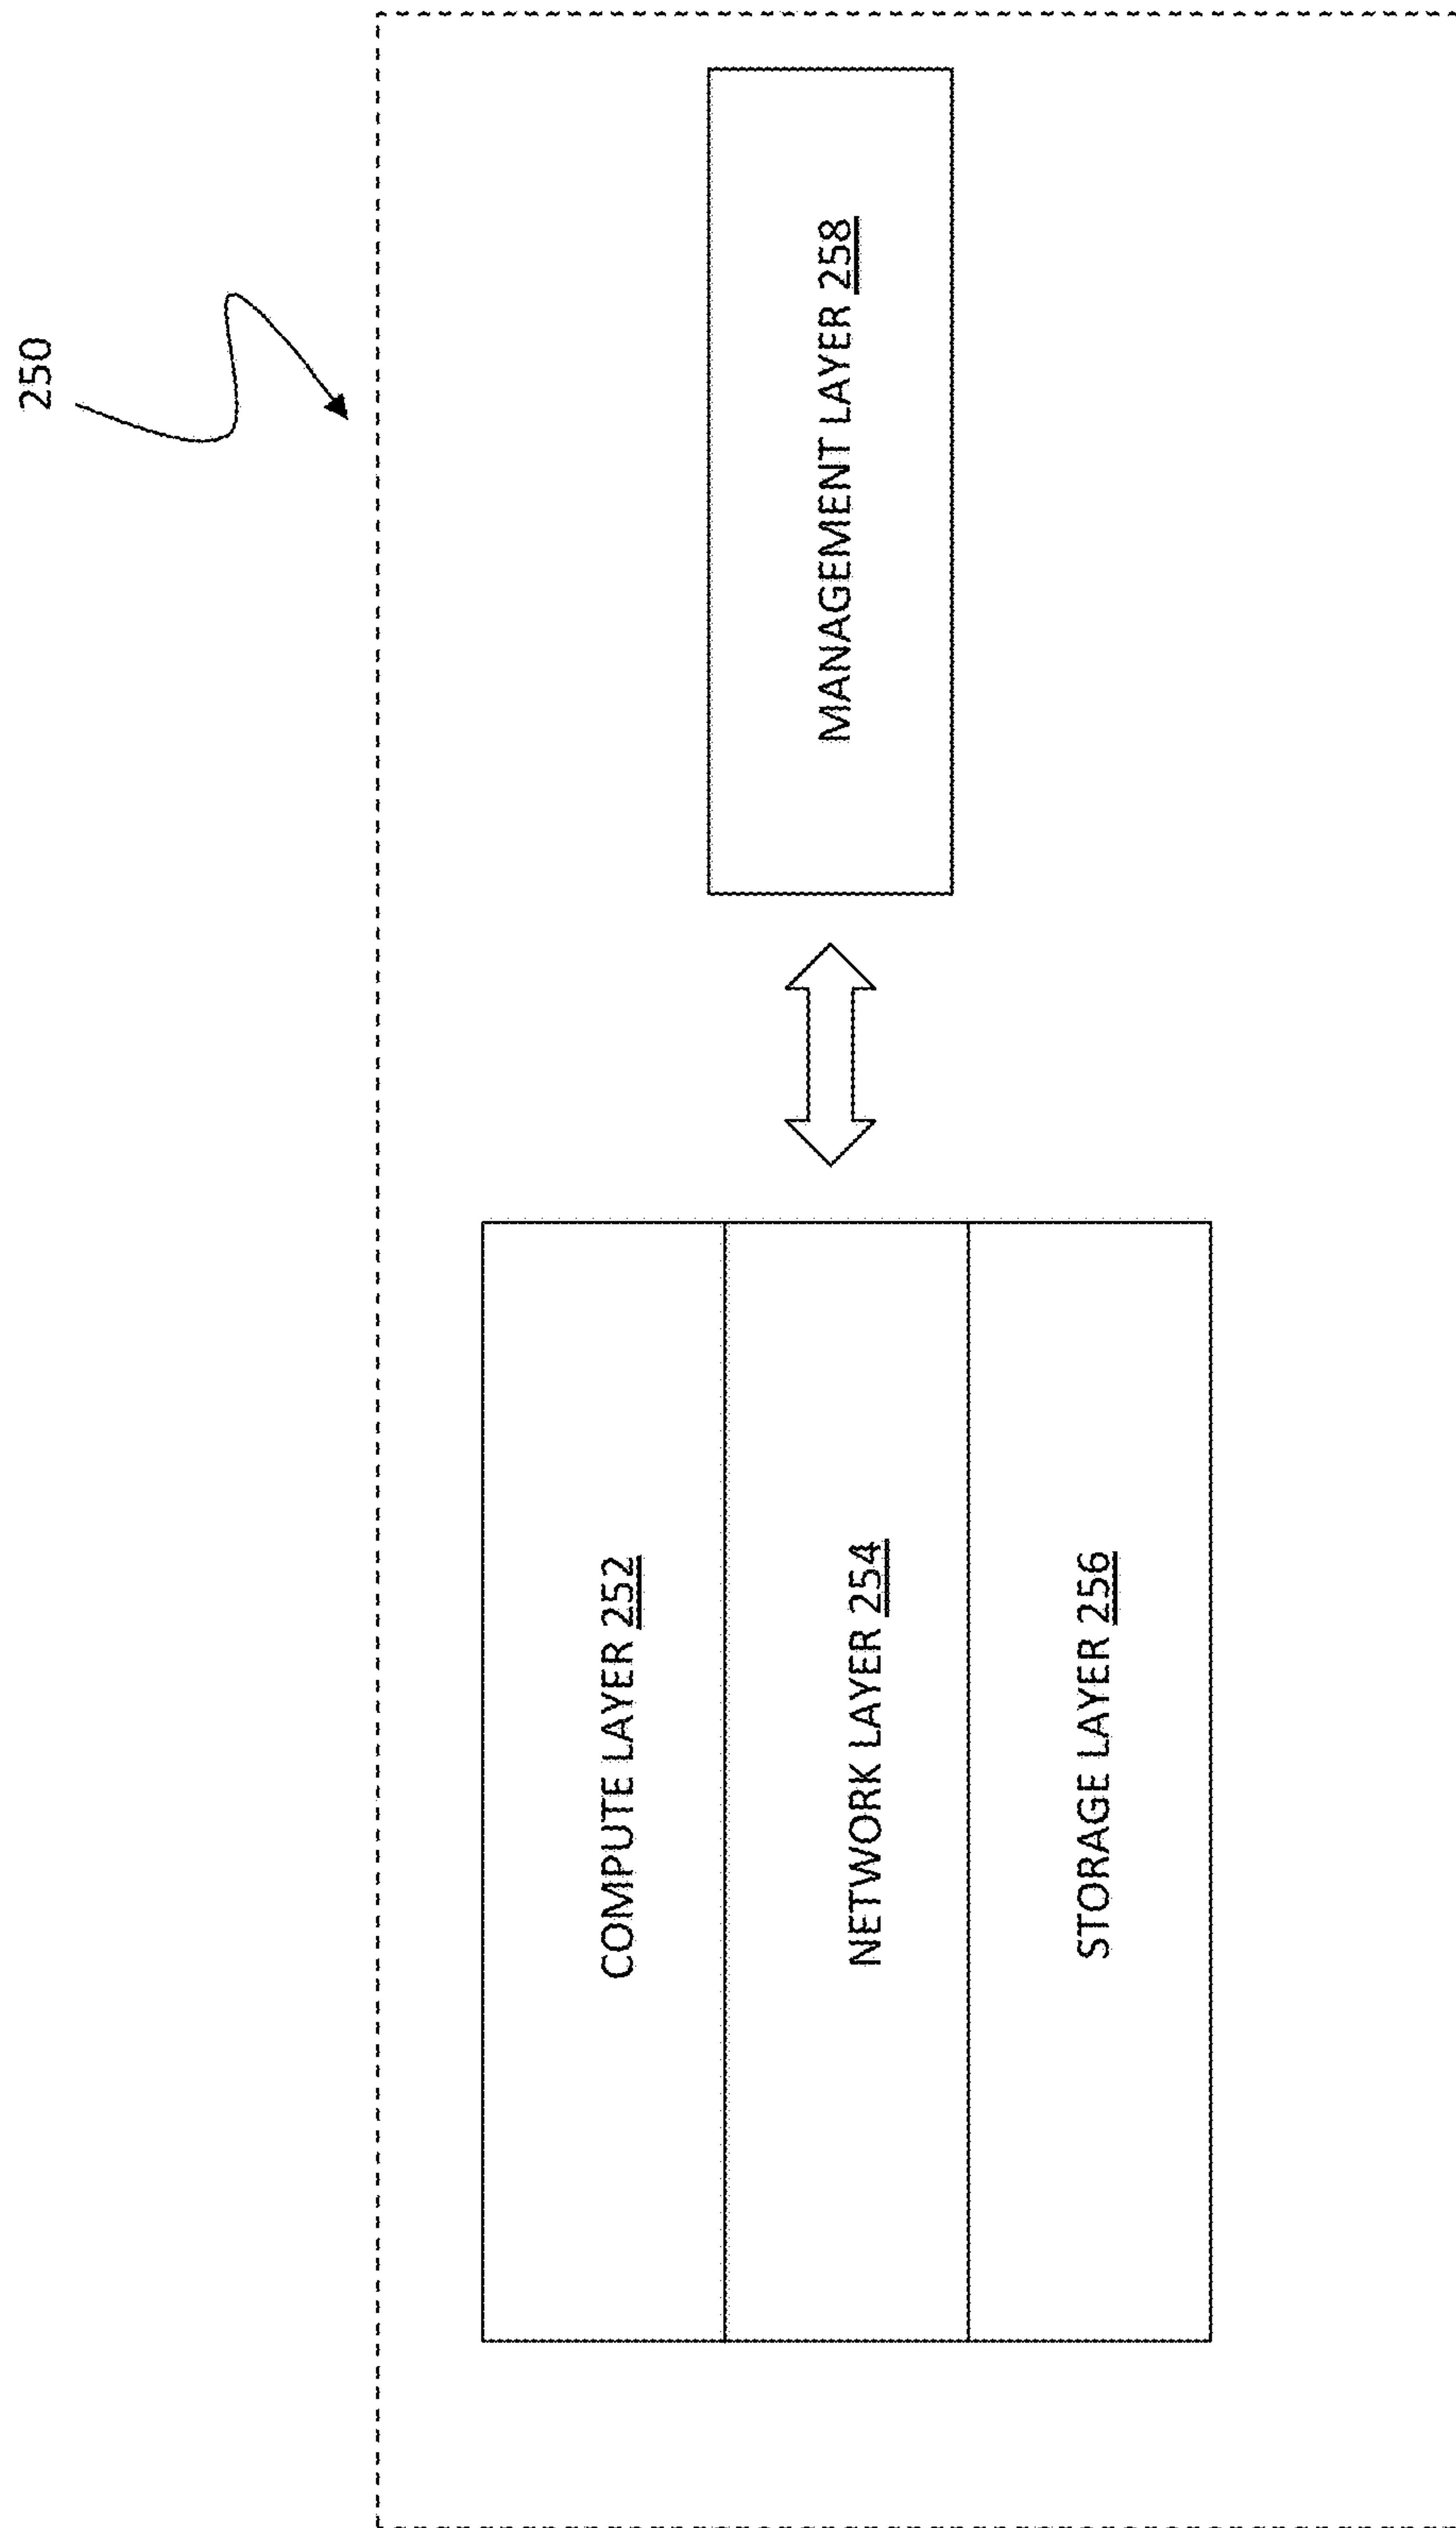 250
COMPUTE LAYER 252
NETWORK LAYER 254
STORAGE LAYER 256
MANAGEMENT LAYER 258